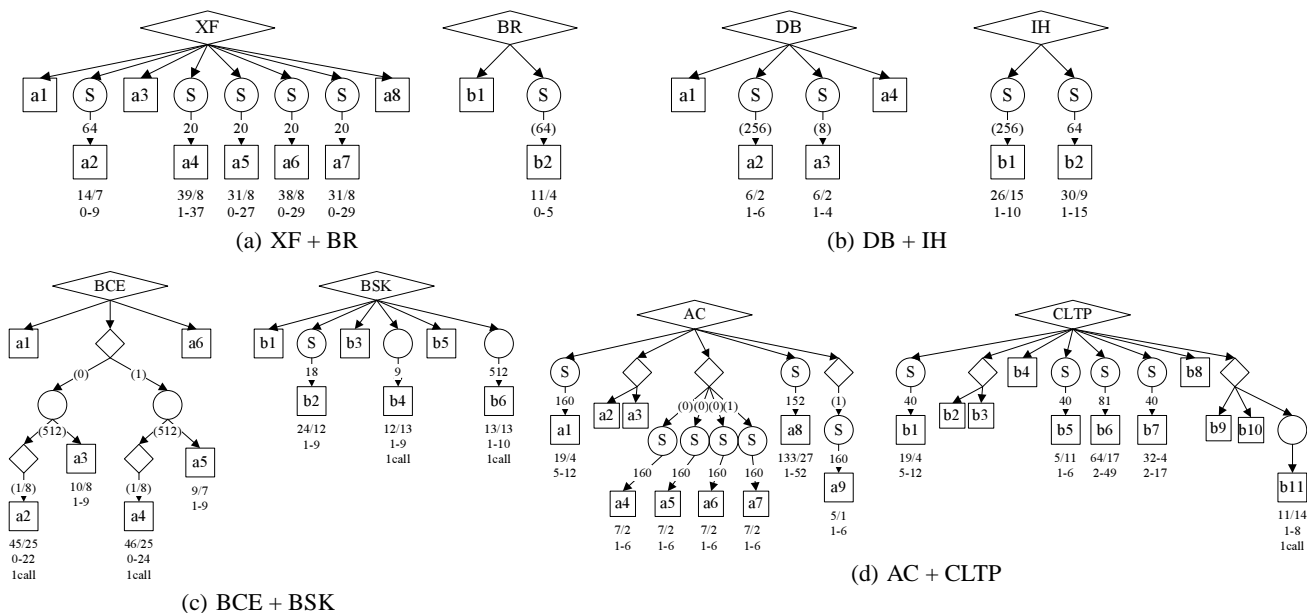 XF BR DB IH
a1 S a3 S S S S a8 b1 S a1 S S a4 S S
64 20 20 20 20 (64) (256) (8) (256) 64
a2 a4 a5 a6 a7 b2 a2 a3 b1 b2
14/7 39/8 31/8 38/8 31/8 11/4 6/2 6/2 26/15 30/9
0-9 1-37 0-27 0-29 0-29 0-5 1-6 1-4 1-10 1-15
(a) XF + BR (b) DB + IH
BCE BSK
a1 a6 b1 S b3 b5
(0) (1) 18 9 512
b2 b4 b6
(512) (512) 24/12 12/13 13/13
1-9 1-9 1-10
1call 1call
a3 a5
(1/8) 10/8 (1/8) 9/7
1-9 1-9
a2 a4
45/25 46/25
0-22 0-24
1call 1call
(c) BCE + BSK
AC CLTP
S S S b4 S S S b8
160 a2 a3 152 (1) 40 b2 b3 40 81 40
a1 (0) (0) (0) (1) a8 S b1 b5 b6 b7 b9 b10
19/4 S S S S 133/27 160 19/4 5/11 64/17 32-4
5-12 160 160 160 160 1-52 a9 5-12 1-6 2-49 2-17 b11
a4 a5 a6 a7 5/1 11/14
7/2 7/2 7/2 7/2 1-6 1-8
1-6 1-6 1-6 1-6 1call
(d) AC + CLTP